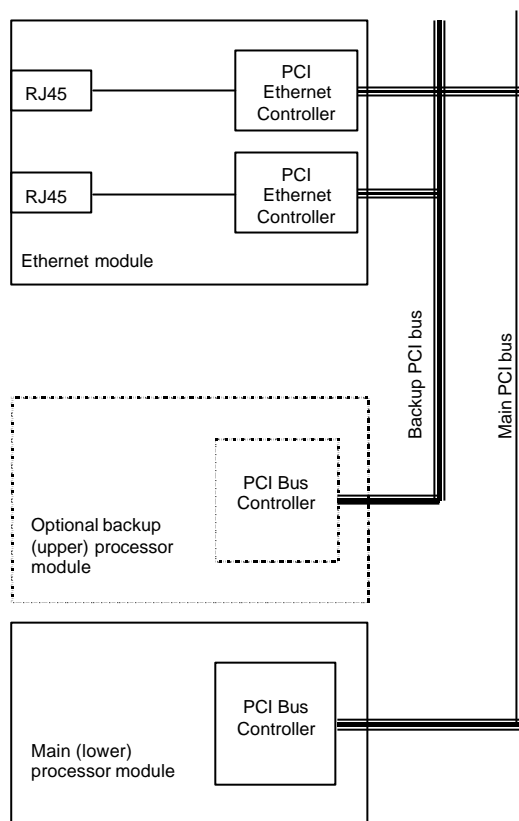 PCI
Ethernet
Controller
RJ45
PCI
Ethernet
Controller
RJ45
Ethernet module
Backup PCI bus
Main PCI bus
PCI Bus
Controller
Optional backup
(upper) processor
module
PCI Bus
Controller
Main (lower)
processor module